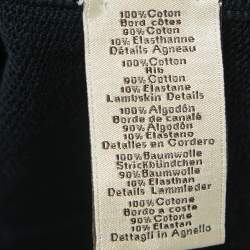 100%Coton
Bord côtes
90%Coton
10%Elasthanne
Détails Agneau
100%Cotton
Rib
90%Cotton
10%Elastane
Lambskin Details
100%Algodón
Borde de canalé
90%Algodón
10%Elastano
Detalles en Cordero
100%Baumwolle
Strickbündchen
90%Baumwolle
10%Elasthan
Details Lammleder
100%Cotone
Bordo a coste
90%Cotone
10%Elastan
Dettagli in Agnello